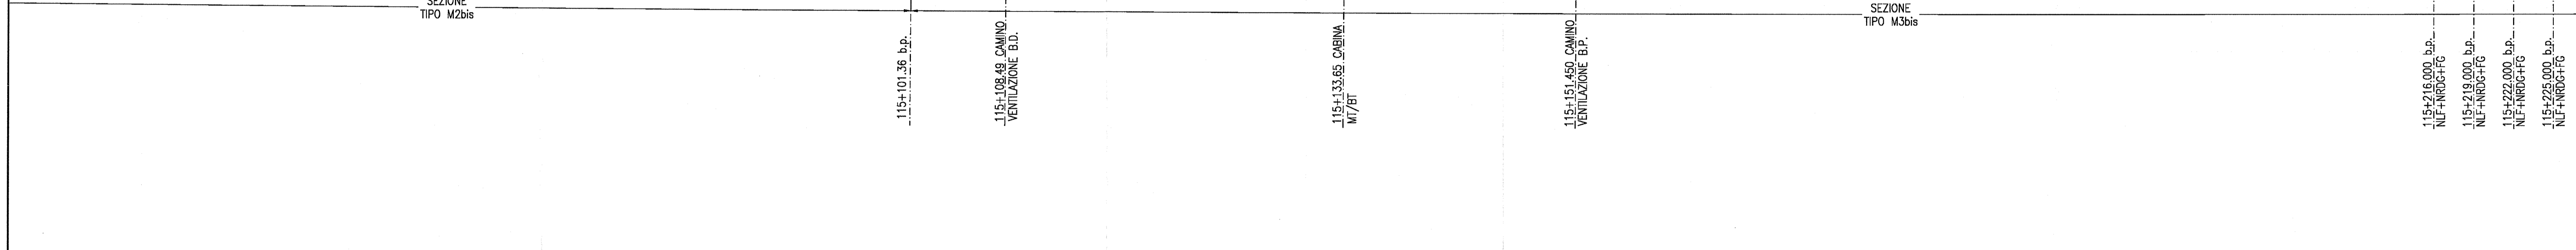 SEZIONE
TIPO M2bis
115+101.36 b.p.
115+108.49 CAMINO
VENTILAZIONE B.D.
115+133.65 CABINA
MT/BT
115+151.450 CAMINO
VENTILAZIONE B.P.
SEZIONE
TIPO M3bis
115+216.000 b.p.
NLF+NRDG+FG
115+219.000 b.p.
NLF+NRDG+FG
115+222.000 b.p.
NLF+NRDG+FG
115+225.000 b.p.
NLF+NRDG+FG